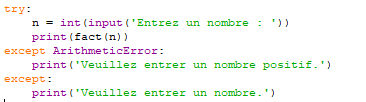 try:
    n = int(input('Entrez un nombre : '))
    print(fact(n))
except ArithmeticError:
    print('Veuillez entrer un nombre positif.')
except:
    print('Veuillez entrer un nombre.')